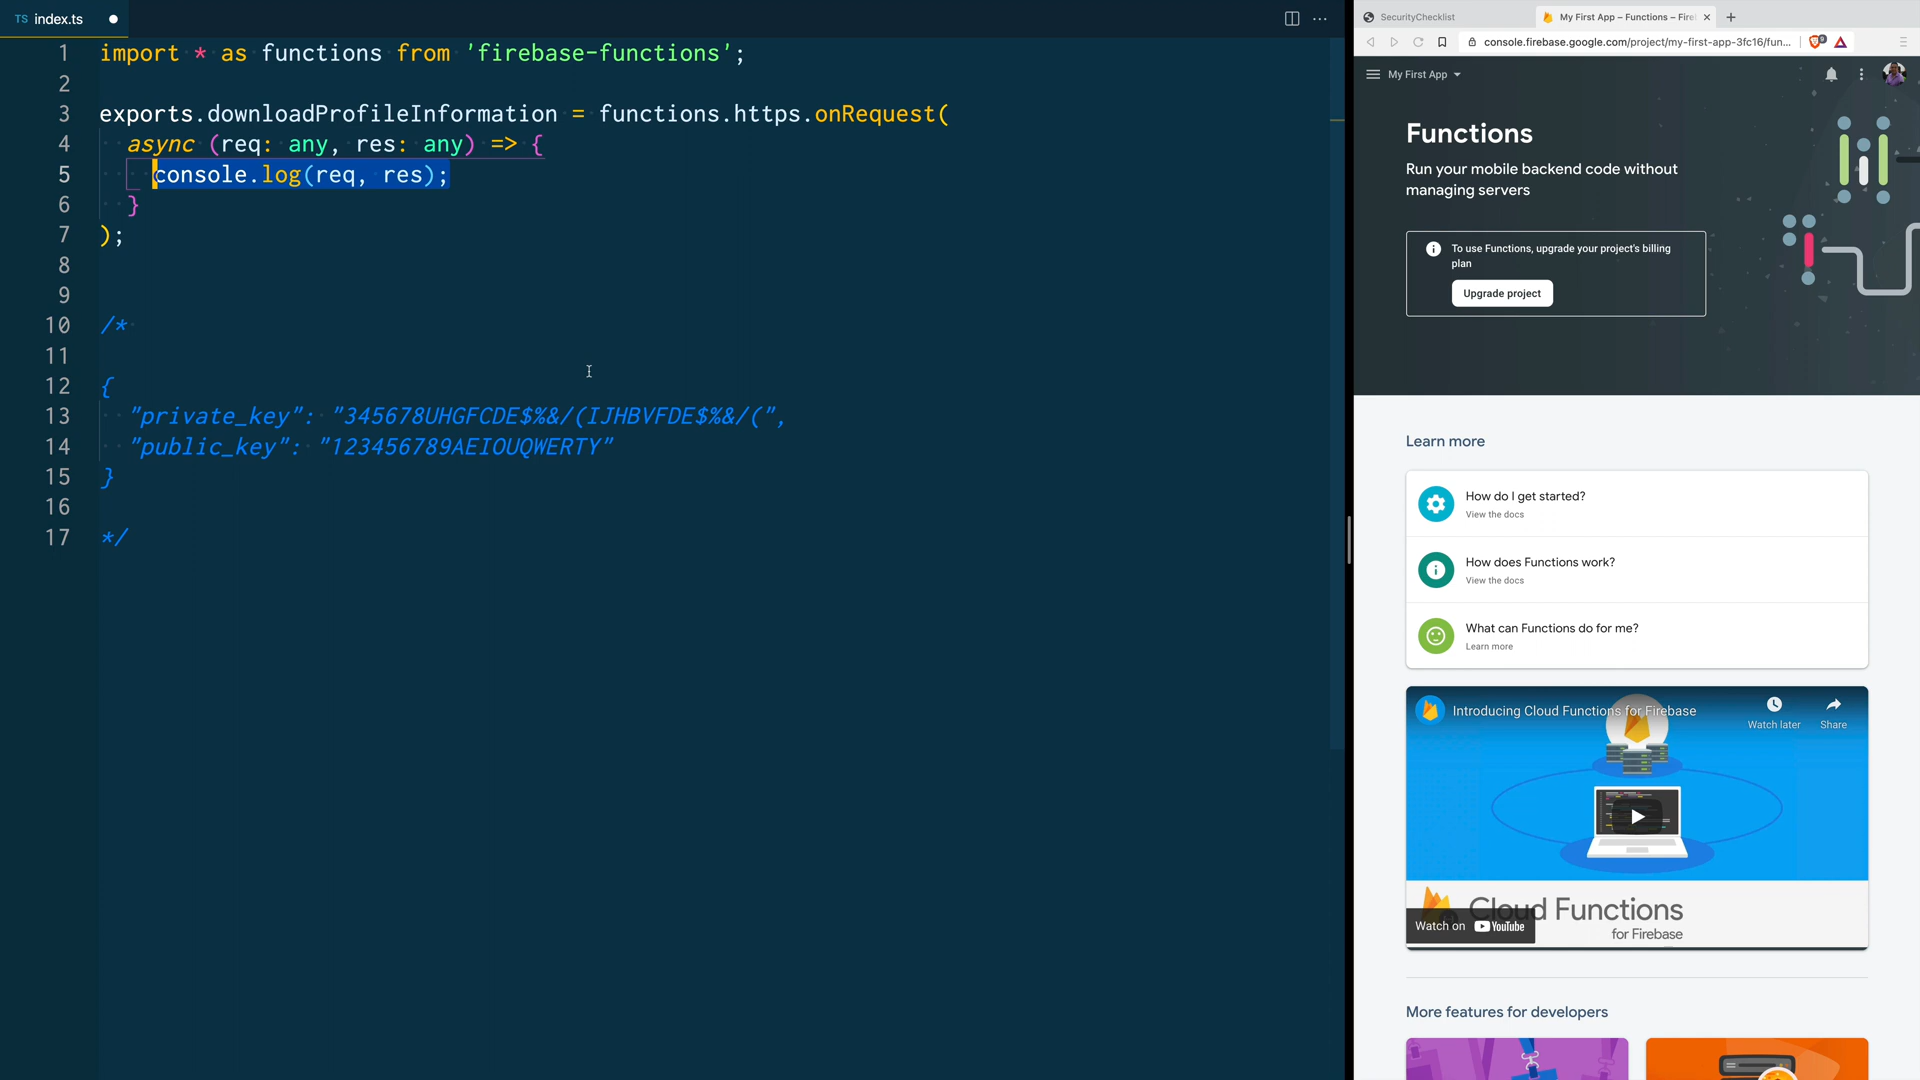 TS index.ts
1 import * as functions from 'firebase-functions';
2
3 exports.downloadProfileInformation = functions.https.onRequest(
4 async (req: any, res: any) => {
5 console.log(req, res);
6 }
7 );
8
9
10 /*
11
12 {
13 "private_key": "345678UHGFCDE$%&/(IJHBVFDE$%&/(",
14 "public_key": "123456789AEIOUQWERTY"
15 }
16
17 */
SecurityChecklist
My First App – Functions – Fire
console.firebase.google.com/project/my-first-app-3fc16/fun...
My First App
Functions
Run your mobile backend code without
managing servers
To use Functions, upgrade your project's billing
plan
Upgrade project
Learn more
How do I get started?
View the docs
How does Functions work?
View the docs
What can Functions do for me?
Learn more
Introducing Cloud Functions for Firebase
Watch later
Share
Cloud Functions
for Firebase
Watch on YouTube
More features for developers